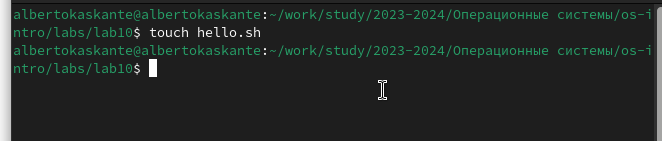 albertokaskante@albertokaskante:~/work/study/2023-2024/Операционные системы/os-i
ntro/labs/lab10$ touch hello.sh
albertokaskante@albertokaskante:~/work/study/2023-2024/Операционные системы/os-i
ntro/labs/lab10$